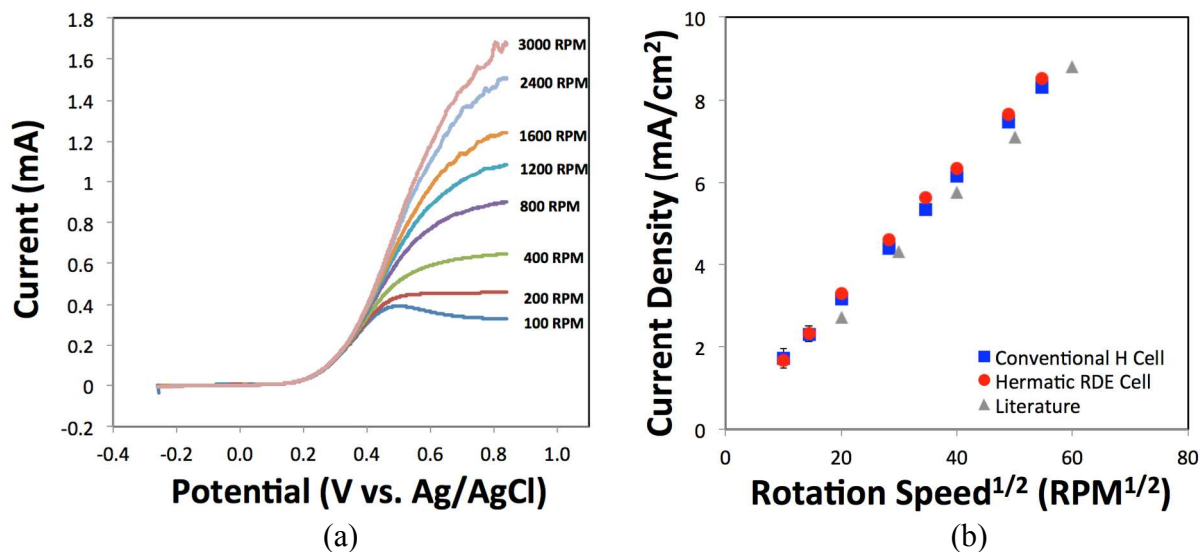 1.8
1.6
1.4
1.2
1
0.8
0.6
0.4
0.2
0
-0.2
Current (mA)
-0.4
-0.2
0.0
0.2
0.4
0.6
0.8
1.0
Potential (V vs. Ag/AgCl)
3000 RPM
2400 RPM
1600 RPM
1200 RPM
800 RPM
400 RPM
200 RPM
100 RPM
(a)
10
8
6
4
2
0
Current Density (mA/cm²)
0
20
40
60
80
Rotation Speed¹/² (RPM¹/²)
Conventional H Cell
Hermatic RDE Cell
Literature
(b)